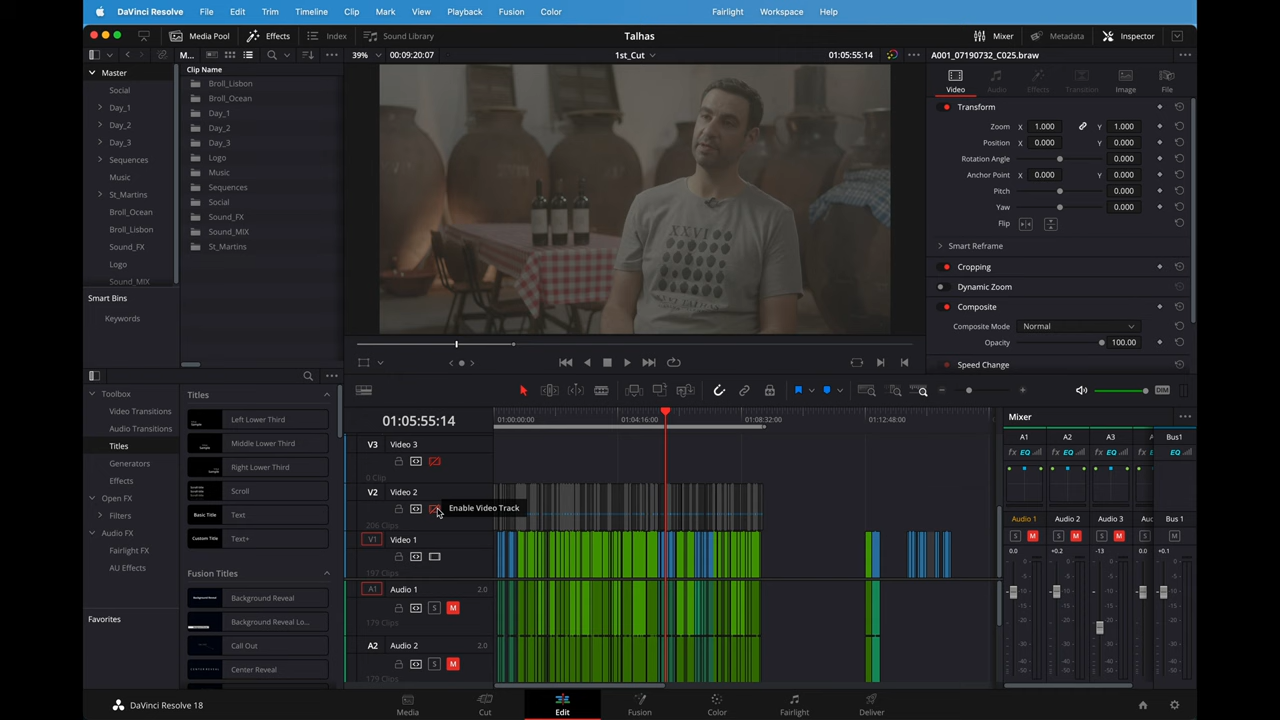 DaVinci Resolve File Edit Trim Timeline Clip Mark View Playback Fusion Color Fairlight Workspace Help
Media Pool Effects Index Sound Library Talhas Mixer Metadata Inspector
M... 39% 00:09:20:07 1st_Cut 01:05:55:14 A001_07190732_C025.braw
Master
Social
Day_1
Day_2
Day_3
Sequences
Music
St_Martins
Broll_Ocean
Broll_Lisbon
Sound_FX
Logo
Sound_MIX
Smart Bins
Keywords
Clip Name
Broll_Lisbon
Broll_Ocean
Day_1
Day_2
Day_3
Logo
Music
Sequences
Social
Sound_FX
Sound_MIX
St_Martins
XXVI
Video Audio Effects Transition Image File
Transform
Zoom X 1.000 Y 1.000
Position X 0.000 Y 0.000
Rotation Angle 0.000
Anchor Point X 0.000 Y 0.000
Pitch 0.000
Yaw 0.000
Flip
Smart Reframe
Cropping
Dynamic Zoom
Composite
Composite Mode Normal
Opacity 100.00
Speed Change
Toolbox
Video Transitions
Audio Transitions
Titles
Generators
Effects
Open FX
Filters
Audio FX
Fairlight FX
AU Effects
Favorites
Titles
Left Lower Third
Middle Lower Third
Right Lower Third
Scroll
Basic Title Text
Custom Title Text+
Fusion Titles
Background Reveal
Background Reveal Lo...
Call Out
Center Reveal
DIM
01:05:55:14 01:00:00:00 01:04:16:00 01:08:32:00 01:12:48:00
V3 Video 3
0 Clip
V2 Video 2
Enable Video Track
206 Clips
V1 Video 1
197 Clips
A1 Audio 1 2.0
S M
179 Clips
A2 Audio 2 2.0
S M
179 Clips
Mixer
A1 A2 A3 A Bus1
fx EQ fx EQ fx EQ fx EQ
Audio 1 Audio 2 Audio 3 A Bus 1
S M S M S M S M
0.0 +0.2 -13 +0.1
DaVinci Resolve 18
Media Cut Edit Fusion Color Fairlight Deliver